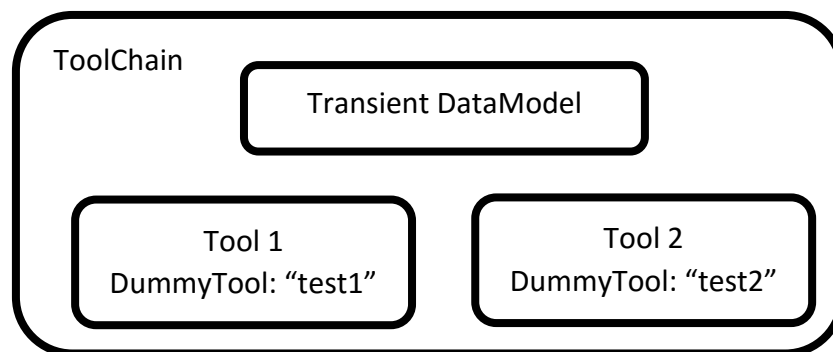 ToolChain
Transient DataModel
Tool 1
DummyTool: “test1”
Tool 2
DummyTool: “test2”